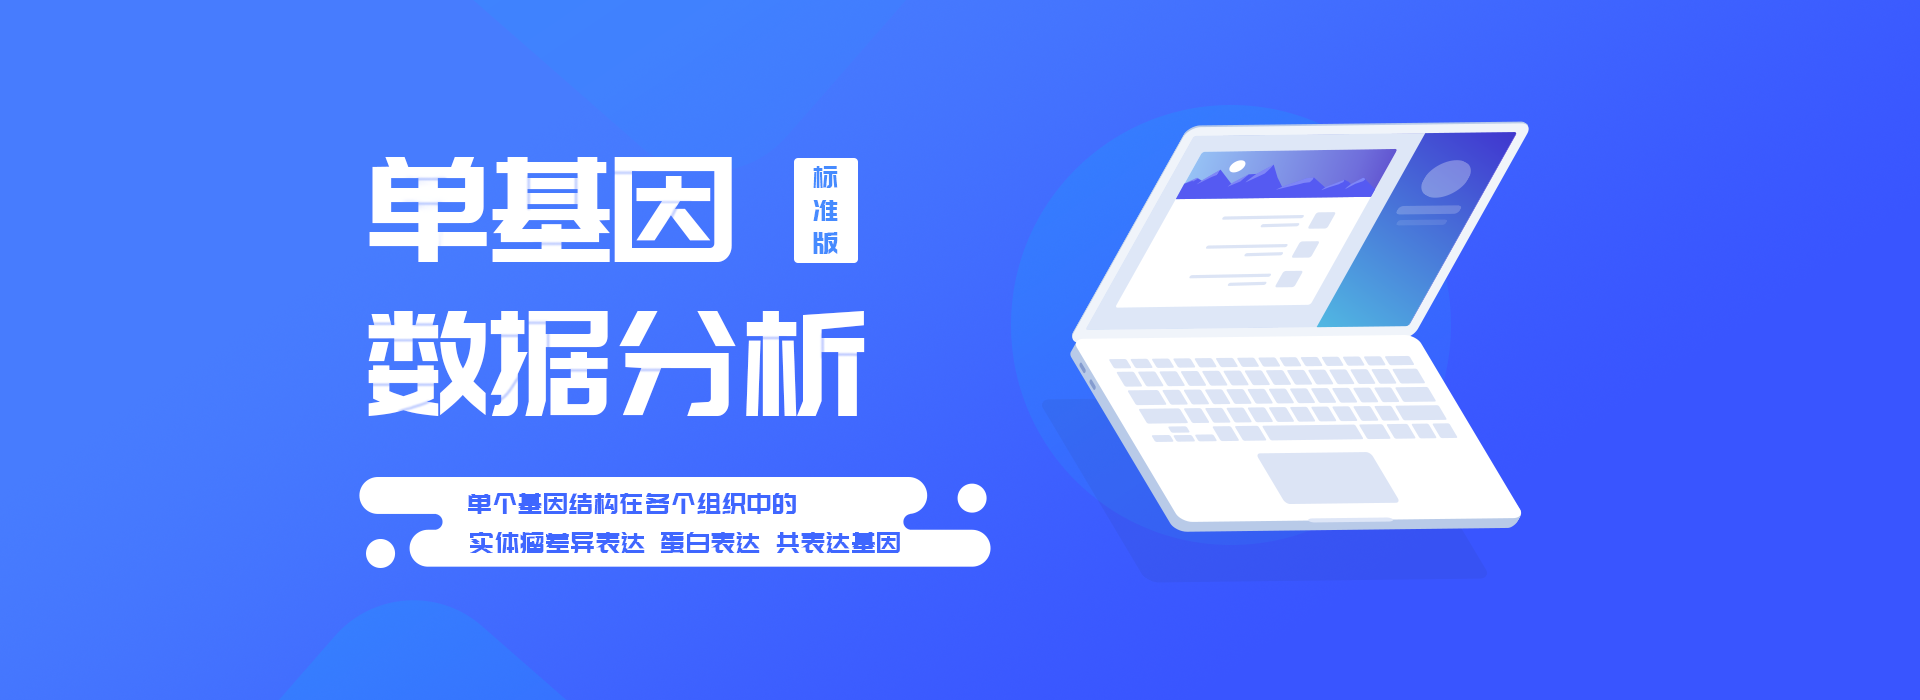 单基因
标准版
数据分析
单个基因结构在各个组织中的
实体瘤差异表达 蛋白表达 共表达基因